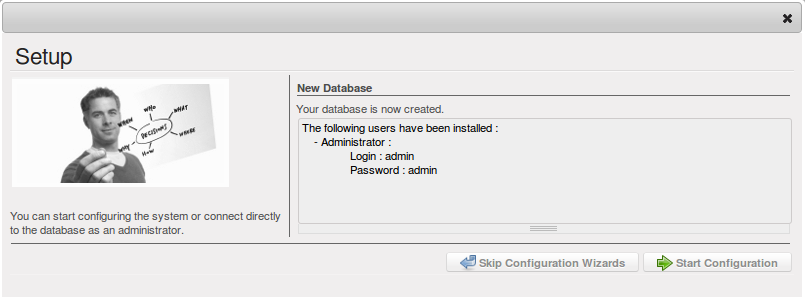 Setup
WHO
WHAT
WHEN
DECISIONS
WHERE
WHY
HOW
You can start configuring the system or connect directly
to the database as an administrator.
New Database
Your database is now created.
The following users have been installed :
- Administrator :
Login : admin
Password : admin
Skip Configuration Wizards
Start Configuration